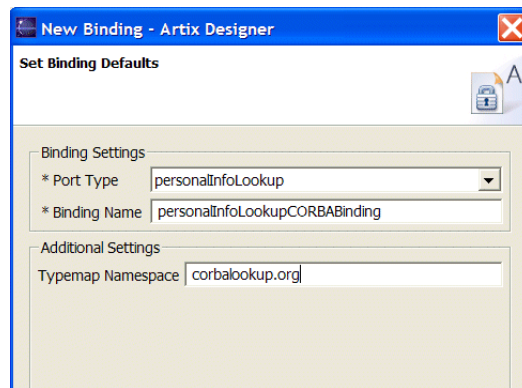 New Binding - Artix Designer
Set Binding Defaults
A
Binding Settings
* Port Type personalInfoLookup
* Binding Name personalInfoLookupCORBABinding
Additional Settings
Typemap Namespace corbalookup.org